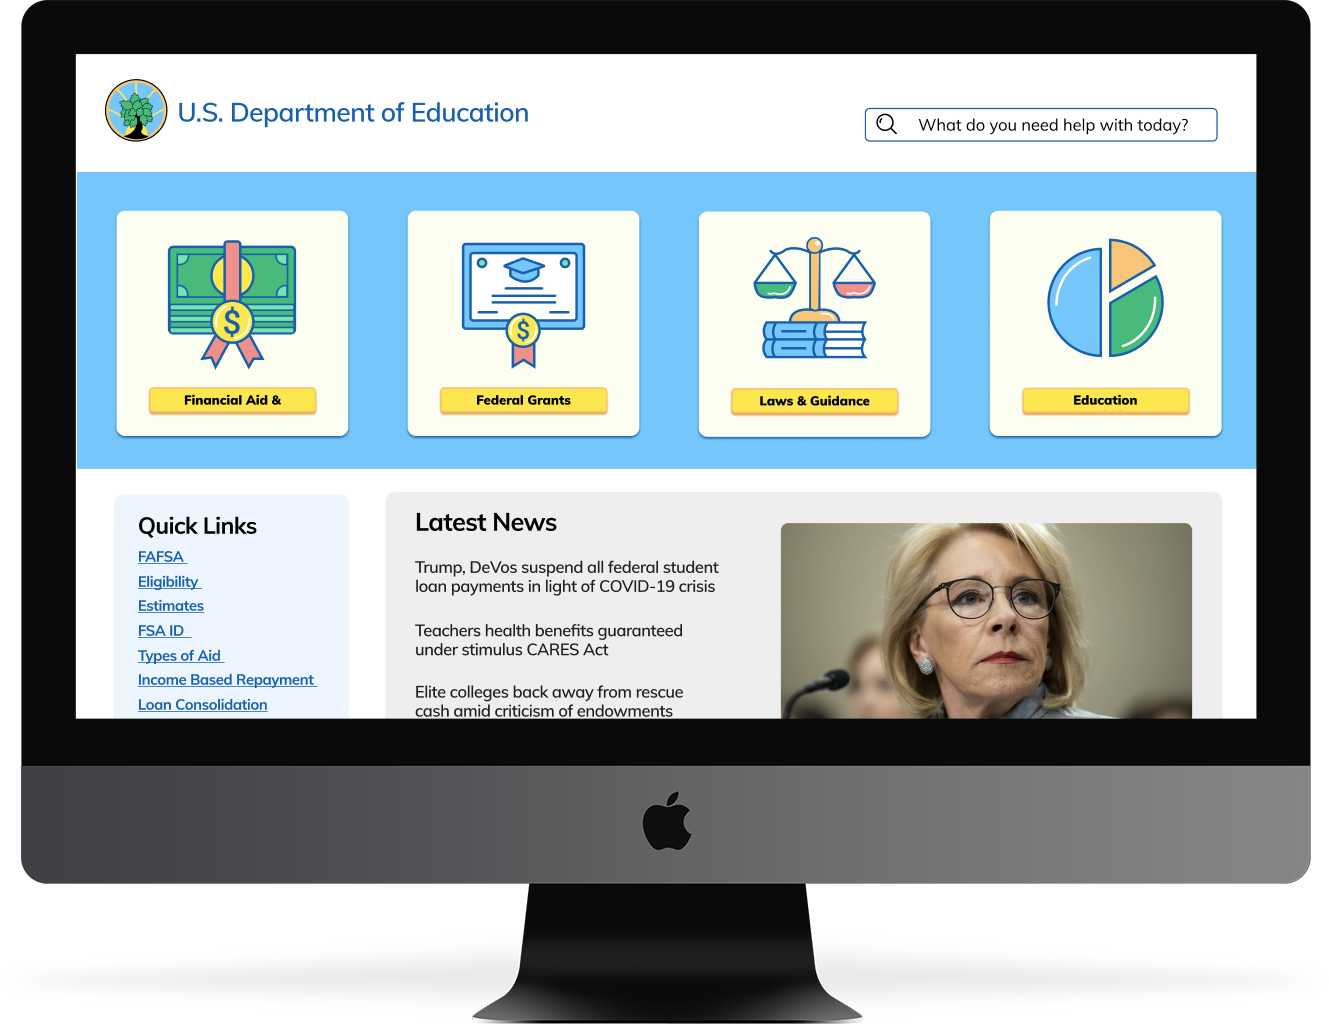 U.S. Department of Education
What do you need help with today?
$
$
Financial Aid &
Federal Grants
Laws & Guidance
Education
Quick Links
FAFSA
Eligibility
Estimates
FSA ID
Types of Aid
Income Based Repayment
Loan Consolidation
Latest News
Trump, DeVos suspend all federal student
loan payments in light of COVID-19 crisis
Teachers health benefits guaranteed
under stimulus CARES Act
Elite colleges back away from rescue
cash amid criticism of endowments